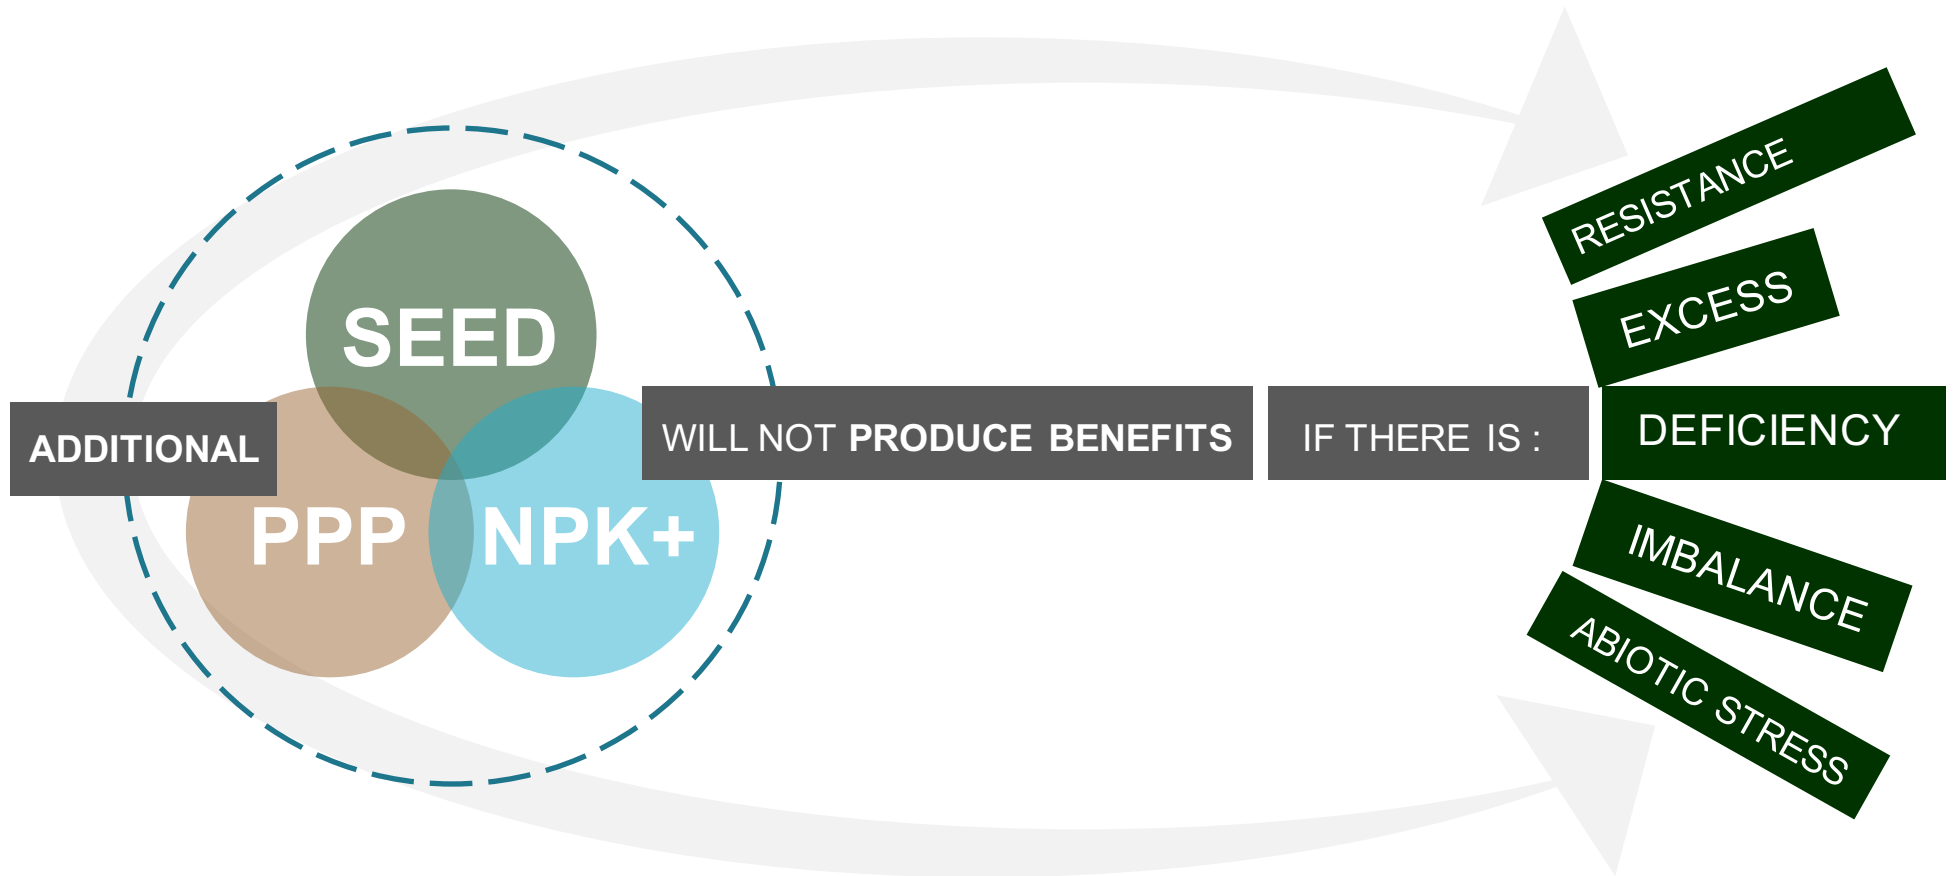 ADDITIONAL
SEED
PPP
NPK+
WILL NOT PRODUCE BENEFITS
IF THERE IS :
RESISTANCE
EXCESS
DEFICIENCY
IMBALANCE
ABIOTIC STRESS